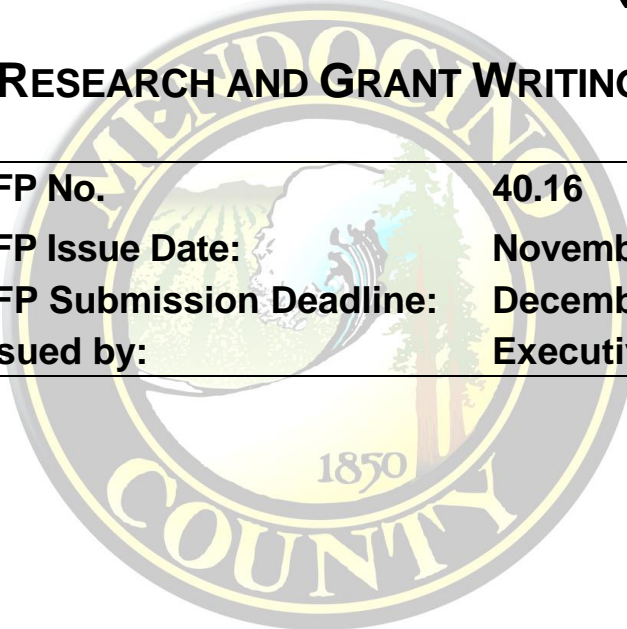 RESEARCH AND GRANT WRITING
FP No. 40.16
FP Issue Date: Novemb
FP Submission Deadline: Decemb
sued by: Executiv
MENDOCINO
1850
COUNTY